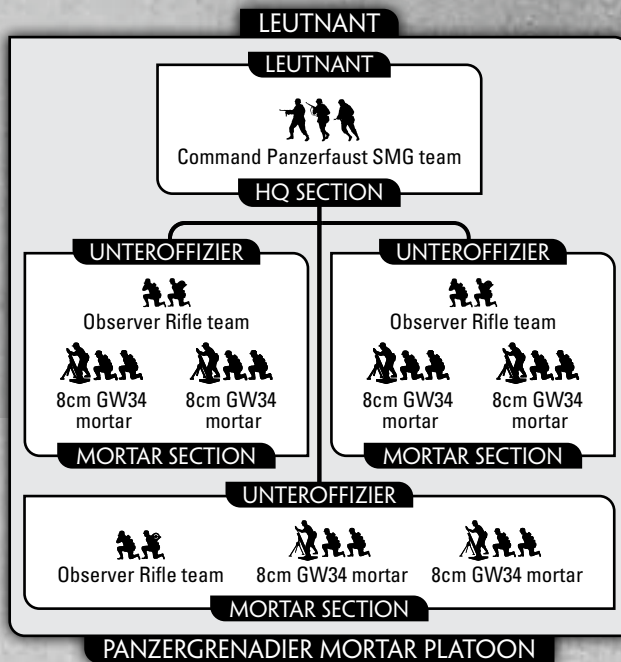 LEUTNANT
LEUTNANT
Command Panzerfaust SMG team
HQ SECTION
UNTEROFFIZIER
Observer Rifle team
8cm GW34
mortar
8cm GW34
mortar
MORTAR SECTION
UNTEROFFIZIER
Observer Rifle team
8cm GW34
mortar
8cm GW34
mortar
MORTAR SECTION
UNTEROFFIZIER
Observer Rifle team
8cm GW34 mortar
8cm GW34 mortar
MORTAR SECTION
PANZERGRENADIER MORTAR PLATOON